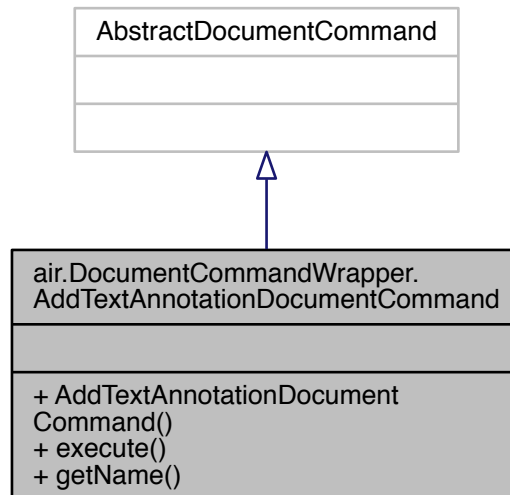 AbstractDocumentCommand
air.DocumentCommandWrapper.
AddTextAnnotationDocumentCommand
+ AddTextAnnotationDocument
Command()
+ execute()
+ getName()